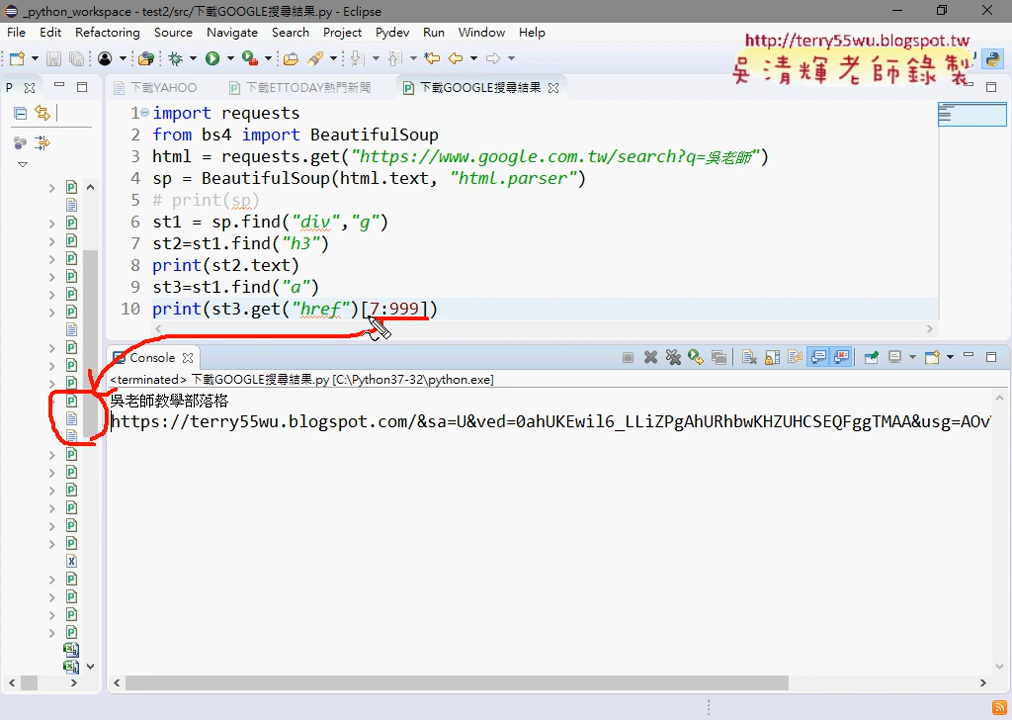 _python_workspace - test2/src/下載GOOGLE搜尋結果.py - Eclipse
File Edit Refactoring Source Navigate Search Project Pydev Run Window Help
http://terry55wu.blogspot.tw
吳清輝老師錄製
P
下載YAHOO
下載ETTODAY熱門新聞
下載GOOGLE搜尋結果
1 import requests
2 from bs4 import BeautifulSoup
3 html = requests.get("https://www.google.com.tw/search?q=吳老師")
4 sp = BeautifulSoup(html.text, "html.parser")
5 # print(sp)
6 st1 = sp.find("div","g")
7 st2=st1.find("h3")
8 print(st2.text)
9 st3=st1.find("a")
10 print(st3.get("href")[7:999])
Console
<terminated> 下載GOOGLE搜尋結果.py [C:\Python37-32\python.exe]
吳老師教學部落格
https://terry55wu.blogspot.com/&sa=U&ved=0ahUKEwil6_LLiZPgAhURhbwKHZUHCSEQFggTMAA&usg=AOv